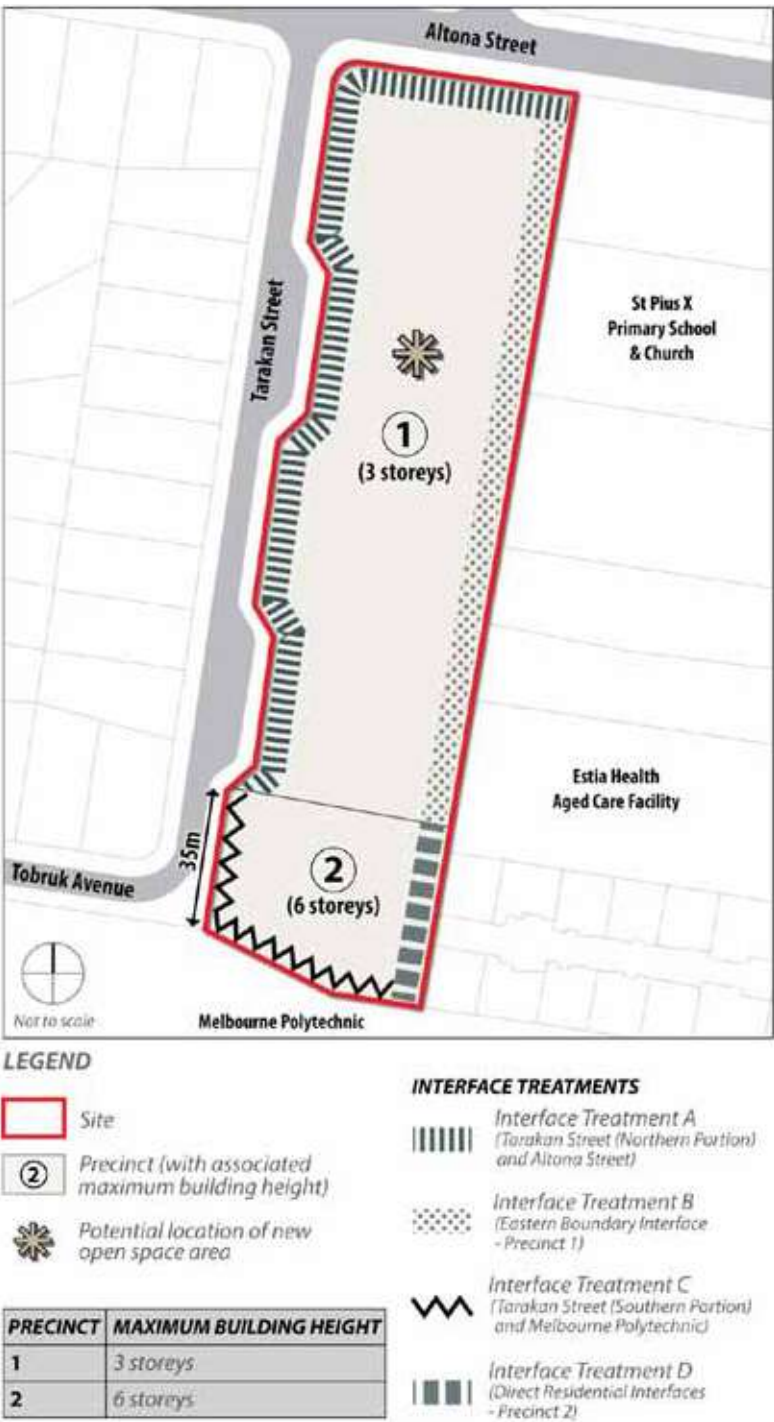 Altona Street
Tarakan Street
St Pius X
Primary School
& Church
1
(3 storeys)
Estia Health
Aged Care Facility
35m
2
(6 storeys)
Tobruk Avenue
Not to scale
Melbourne Polytechnic
LEGEND
Site
2
Precinct (with associated
maximum building height)
Potential location of new
open space area
PRECINCT MAXIMUM BUILDING HEIGHT
1 3 storeys
2 6 storeys
INTERFACE TREATMENTS
Interface Treatment A
(Tarakan Street (Northern Portion)
and Altona Street)
Interface Treatment B
(Eastern Boundary Interface
- Precinct 1)
Interface Treatment C
(Tarakan Street (Southern Portion)
and Melbourne Polytechnic)
Interface Treatment D
(Direct Residential Interfaces
- Precinct 2)